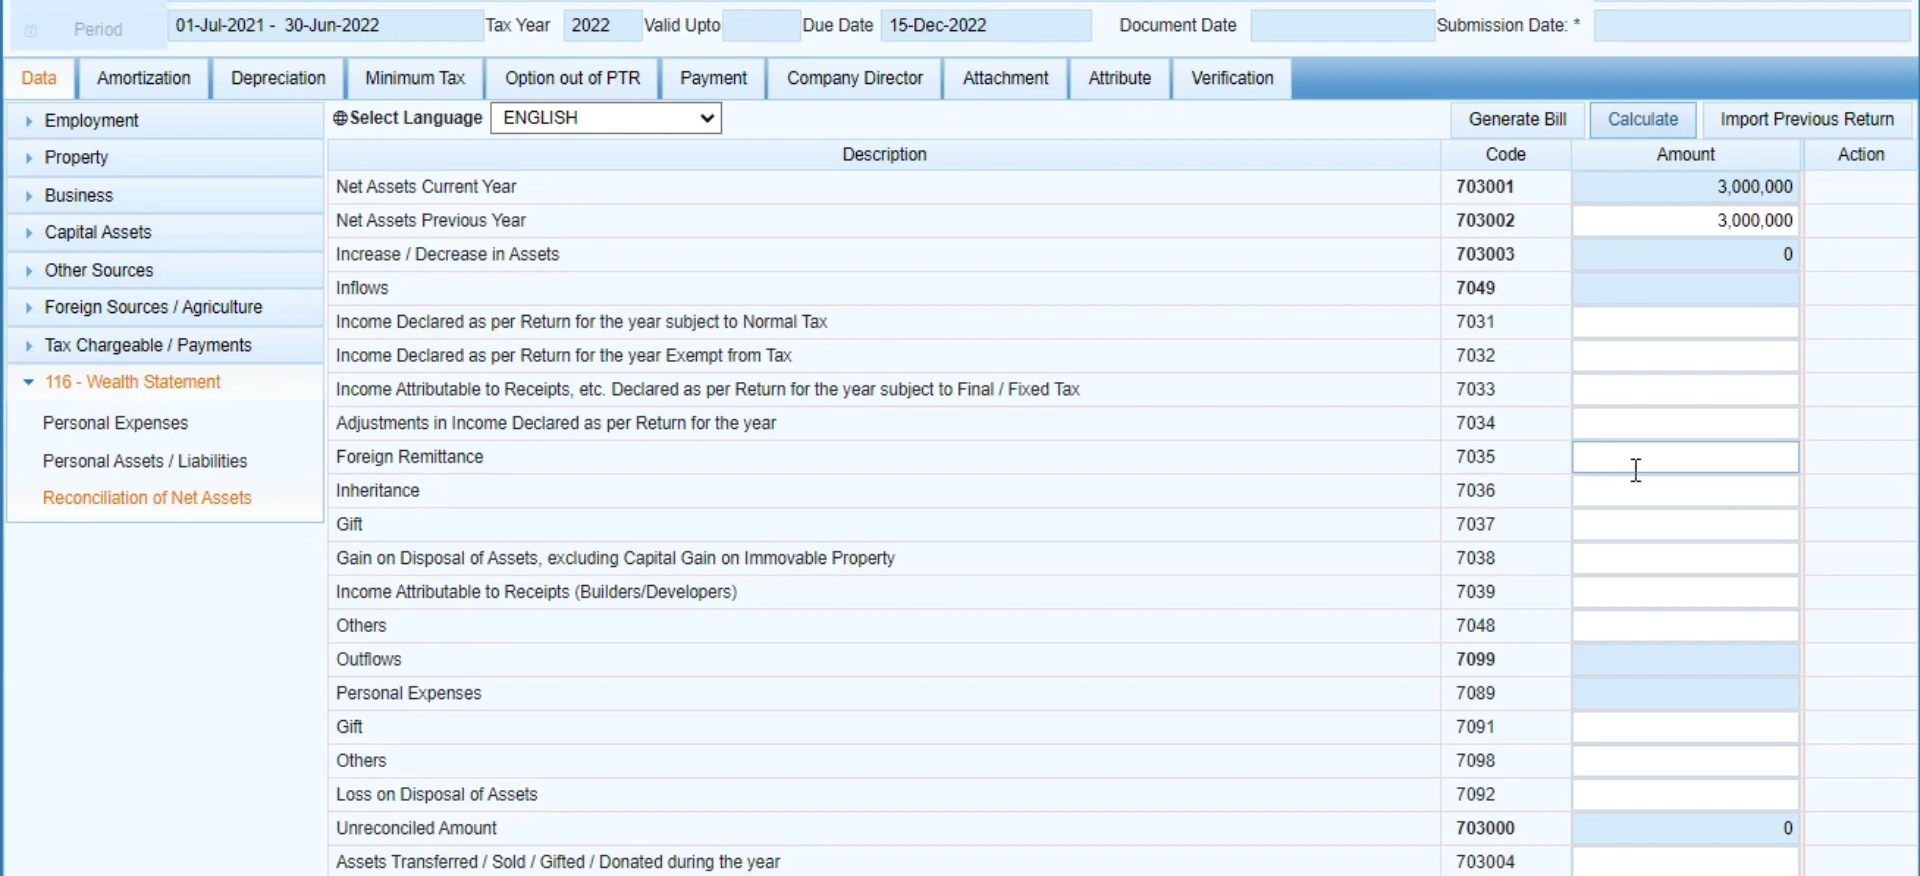 Period 01-Jul-2021 - 30-Jun-2022 Tax Year 2022 Valid Upto Due Date 15-Dec-2022 Document Date Submission Date: *
Data Amortization Depreciation Minimum Tax Option out of PTR Payment Company Director Attachment Attribute Verification
Employment
Property
Business
Capital Assets
Other Sources
Foreign Sources / Agriculture
Tax Chargeable / Payments
116 - Wealth Statement
Personal Expenses
Personal Assets / Liabilities
Reconciliation of Net Assets
Select Language ENGLISH Generate Bill Calculate Import Previous Return
Description Code Amount Action
Net Assets Current Year 703001 3,000,000
Net Assets Previous Year 703002 3,000,000
Increase / Decrease in Assets 703003 0
Inflows 7049
Income Declared as per Return for the year subject to Normal Tax 7031
Income Declared as per Return for the year Exempt from Tax 7032
Income Attributable to Receipts, etc. Declared as per Return for the year subject to Final / Fixed Tax 7033
Adjustments in Income Declared as per Return for the year 7034
Foreign Remittance 7035
Inheritance 7036
Gift 7037
Gain on Disposal of Assets, excluding Capital Gain on Immovable Property 7038
Income Attributable to Receipts (Builders/Developers) 7039
Others 7048
Outflows 7099
Personal Expenses 7089
Gift 7091
Others 7098
Loss on Disposal of Assets 7092
Unreconciled Amount 703000 0
Assets Transferred / Sold / Gifted / Donated during the year 703004